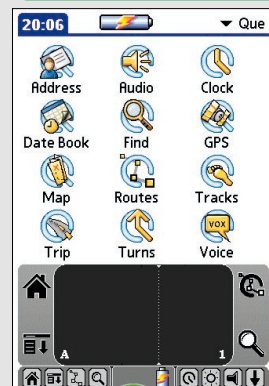 20:06 Que
Address Audio Clock
Date Book Find GPS
Map Routes Tracks
VOX
Trip Turns Voice
A 1